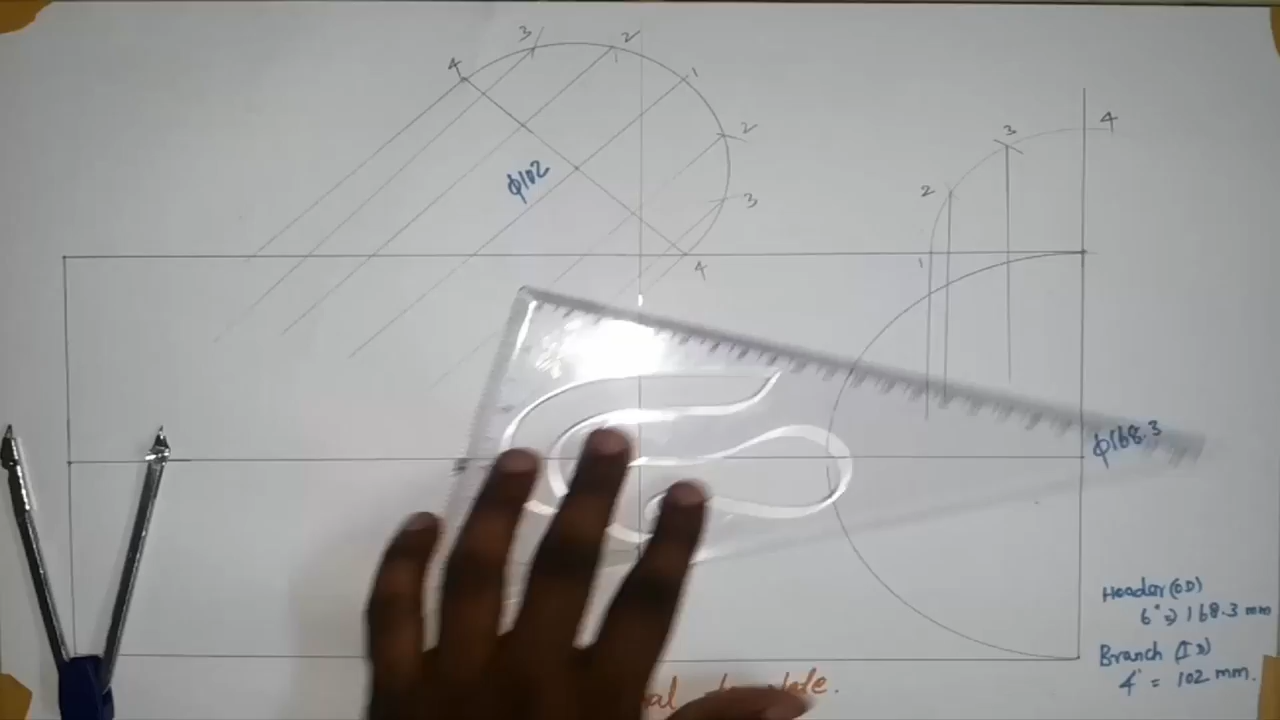 3
2
4
1
2
3
4
ϕ102
4
3
2
1
ϕ168.3
Header (OD)
6" ⇒ 168.3 mm
Branch (ID)
4" = 102 mm.